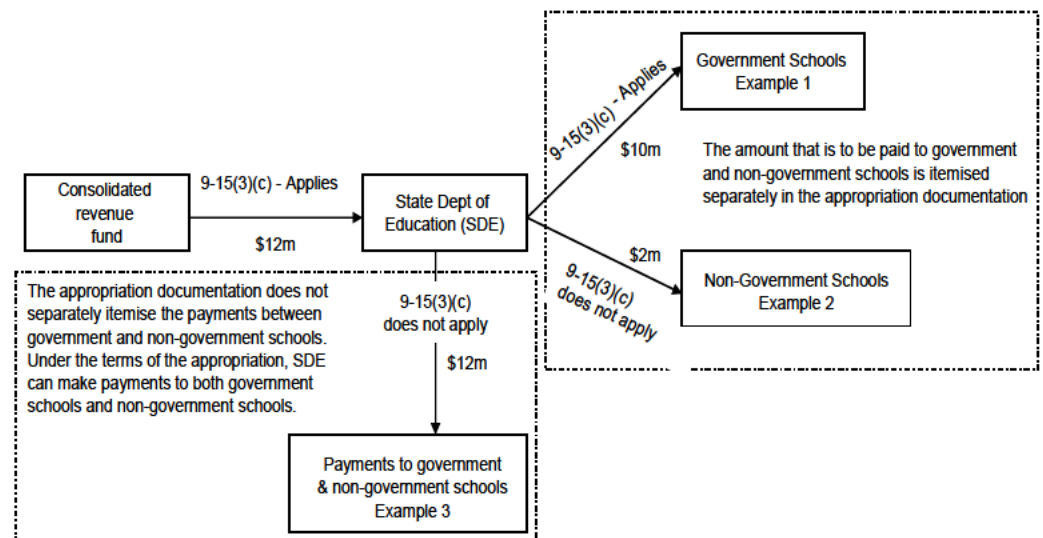 Government Schools
Example 1
9-15(3)(c) - Applies
$10m
The amount that is to be paid to government
and non-government schools is itemised
separately in the appropriation documentation
Consolidated
revenue
fund
9-15(3)(c) - Applies
$12m
State Dept of
Education (SDE)
$2m
9-15(3)(c)
does not apply
Non-Government Schools
Example 2
The appropriation documentation does not
separately itemise the payments between
government and non-government schools.
Under the terms of the appropriation, SDE
can make payments to both government
schools and non-government schools.
9-15(3)(c)
does not apply
$12m
Payments to government
& non-government schools
Example 3